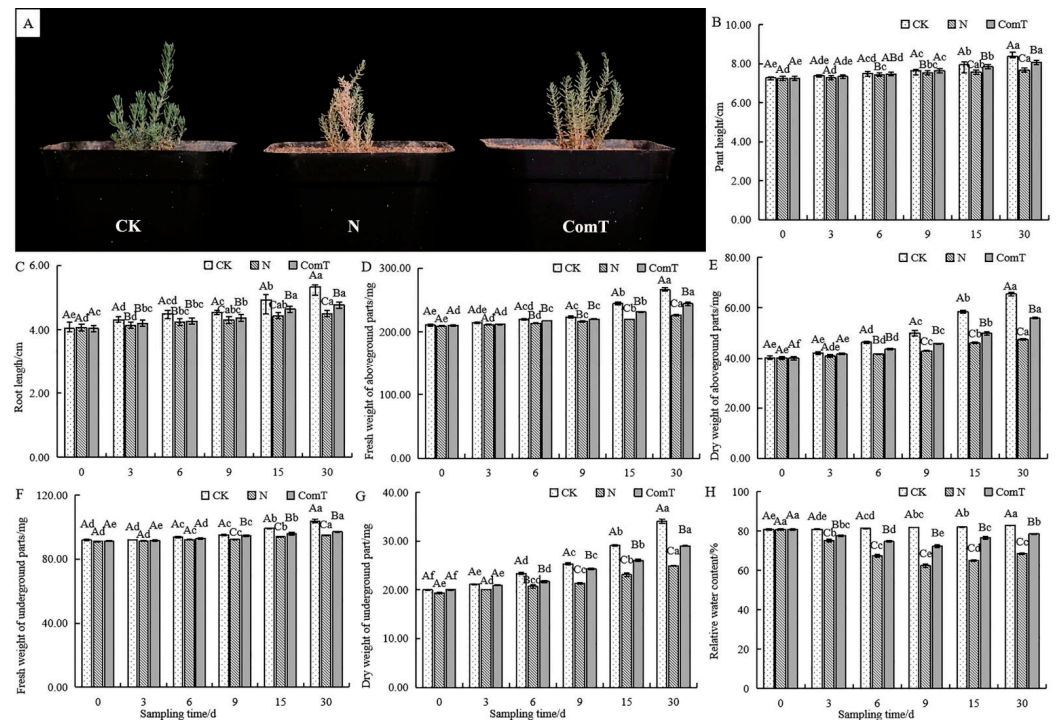 A
CK
N
ComT
B
CK N ComT
Pant height/cm
10.00
8.00
6.00
4.00
2.00
0.00
Ae Ad Ae
Ade Ad Ade
Acd Bc ABd
Ac Bbc Ac
Ab Cab Bb
Aa Ca Ba
0 3 6 9 15 30
C
CK N ComT
Root length/cm
6.00
4.00
2.00
0.00
Ae Ad Ac
Ad Bd Bbc
Acd Bbc Bbc
Ac Cabc Bb
Ab Cab Ba
Aa Ca Ba
0 3 6 9 15 30
D
CK N ComT
Fresh weight of aboveground parts/mg
300.00
200.00
100.00
0.00
Ae Ae Ad
Ade Ad Ad
Acd Bd Bd
Ac Bc Bc
Ab Cb Bb
Aa Ca Ba
0 3 6 9 15 30
E
CK N ComT
Dry weight of aboveground parts/mg
80.00
60.00
40.00
20.00
0.00
Ae Ae Af
Ae Ade Ae
Ad Bd Bd
Ac Cc Bc
Ab Cb Bb
Aa Ca Ba
0 3 6 9 15 30
F
CK N ComT
Fresh weight of underground parts/mg
120.00
80.00
40.00
0.00
Ad Ad Ae
Ad Ac Ae
Ac Ac Ad
Ac Cc Bc
Ab Cb Bb
Aa Ca Ba
0 3 6 9 15 30
Sampling time/d
G
CK N ComT
Dry weight of underground part/mg
40.00
30.00
20.00
10.00
0.00
Af Ae Af
Ae Ad Ae
Ad Bcd Bd
Ac Cc Bc
Ab Cb Bb
Aa Ca Ba
0 3 6 9 15 30
Sampling time/d
H
CK N ComT
Relative water content/%
100
80
60
40
20
0
Ae Aa Aa
Ade Cb Bbc
Acd Cc Bd
Abc Ce Be
Ab Cd Bc
Aa Cc Bb
0 3 6 9 15 30
Sampling time/d